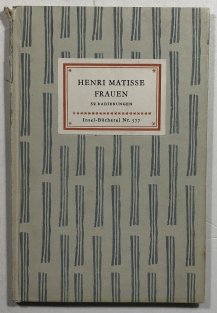 HENRI MATISSE
FRAUEN
32 RADIERUNGEN
Insel-Bücherei Nr. 577